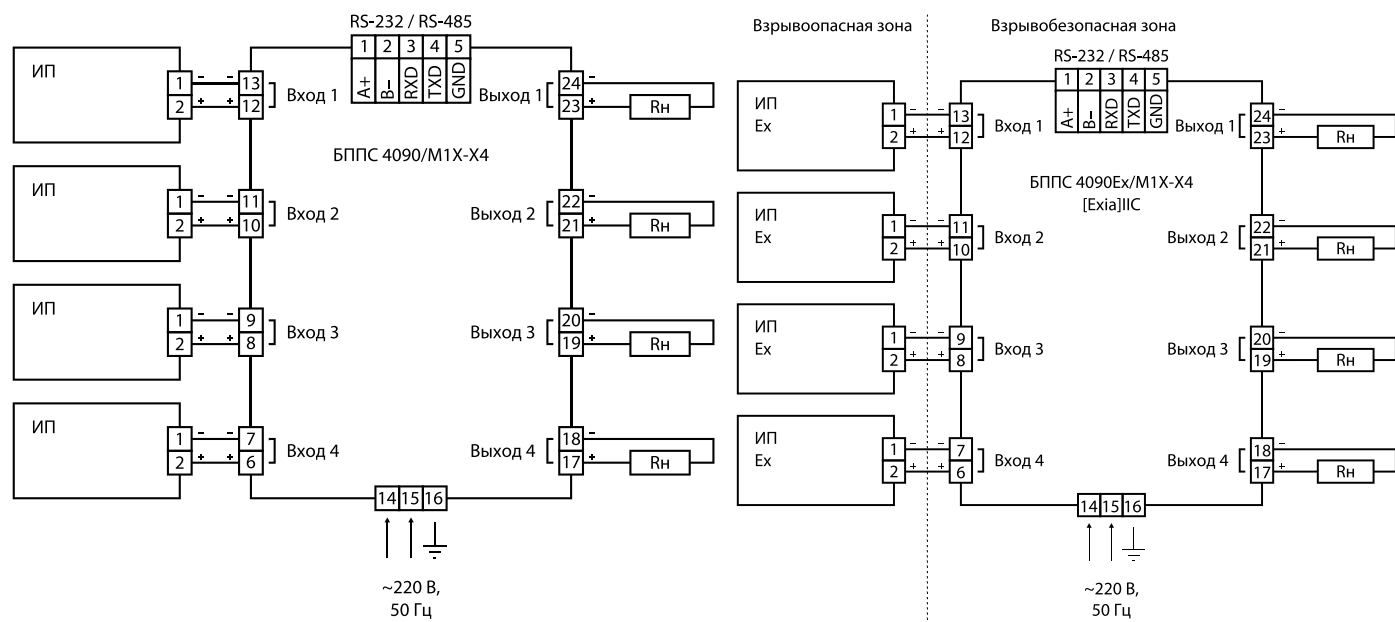 RS-232 / RS-485
1 2 3 4 5
A+ B– RXD TXD GND
ИП
1 - - 13
2 + + 12
Вход 1
Выход 1
24 -
23 + Rн
БППС 4090/М1Х-Х4
ИП
1 - - 11
2 + + 10
Вход 2
Выход 2
22 -
21 + Rн
ИП
1 - - 9
2 + + 8
Вход 3
Выход 3
20 -
19 + Rн
ИП
1 - - 7
2 + + 6
Вход 4
Выход 4
18 -
17 + Rн
14 15 16
~220 В,
50 Гц
Взрывоопасная зона
Взрывобезопасная зона
RS-232 / RS-485
1 2 3 4 5
A+ B– RXD TXD GND
ИП
Ex
1 - - 13
2 + + 12
Вход 1
Выход 1
24 -
23 + Rн
БППС 4090Ex/М1Х-Х4
[Exia]IIC
ИП
Ex
1 - - 11
2 + + 10
Вход 2
Выход 2
22 -
21 + Rн
ИП
Ex
1 - - 9
2 + + 8
Вход 3
Выход 3
20 -
19 + Rн
ИП
Ex
1 - - 7
2 + + 6
Вход 4
Выход 4
18 -
17 + Rн
14 15 16
~220 В,
50 Гц